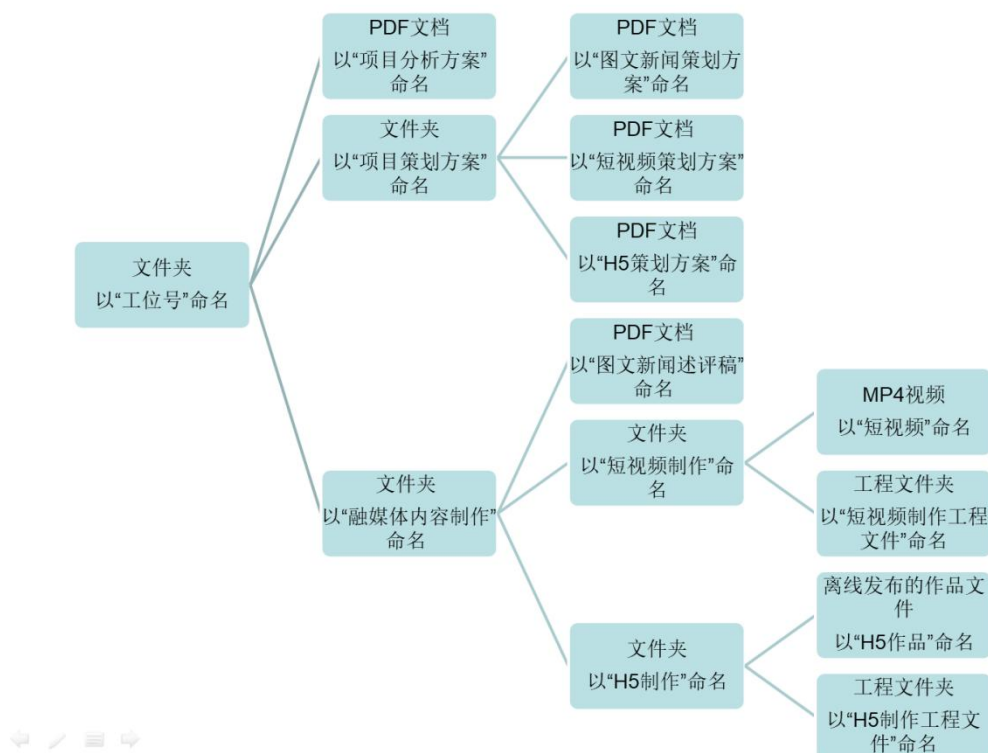 文件夹
以“工位号”命名
PDF文档
以“项目分析方案”
命名
文件夹
以“项目策划方案”
命名
PDF文档
以“图文新闻策划方
案”命名
PDF文档
以“短视频策划方案”
命名
PDF文档
以“H5策划方案”命
名
文件夹
以“融媒体内容制作”
命名
PDF文档
以“图文新闻述评稿”
命名
文件夹
以“短视频制作”命
名
MP4视频
以“短视频”命名
工程文件夹
以“短视频制作工程
文件”命名
文件夹
以“H5制作”命名
离线发布的作品文
件
以“H5作品”命名
工程文件夹
以“H5制作工程文
件”命名